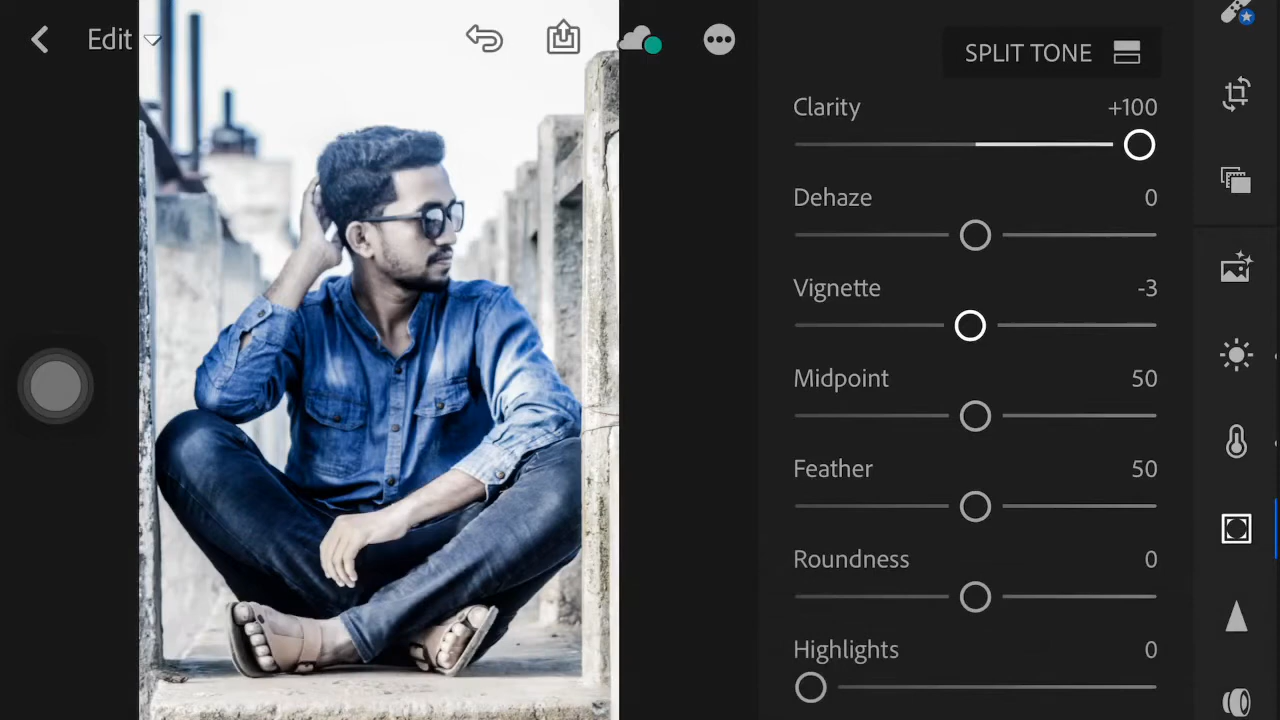 Edit
SPLIT TONE
Clarity +100
Dehaze 0
Vignette -3
Midpoint 50
Feather 50
Roundness 0
Highlights 0